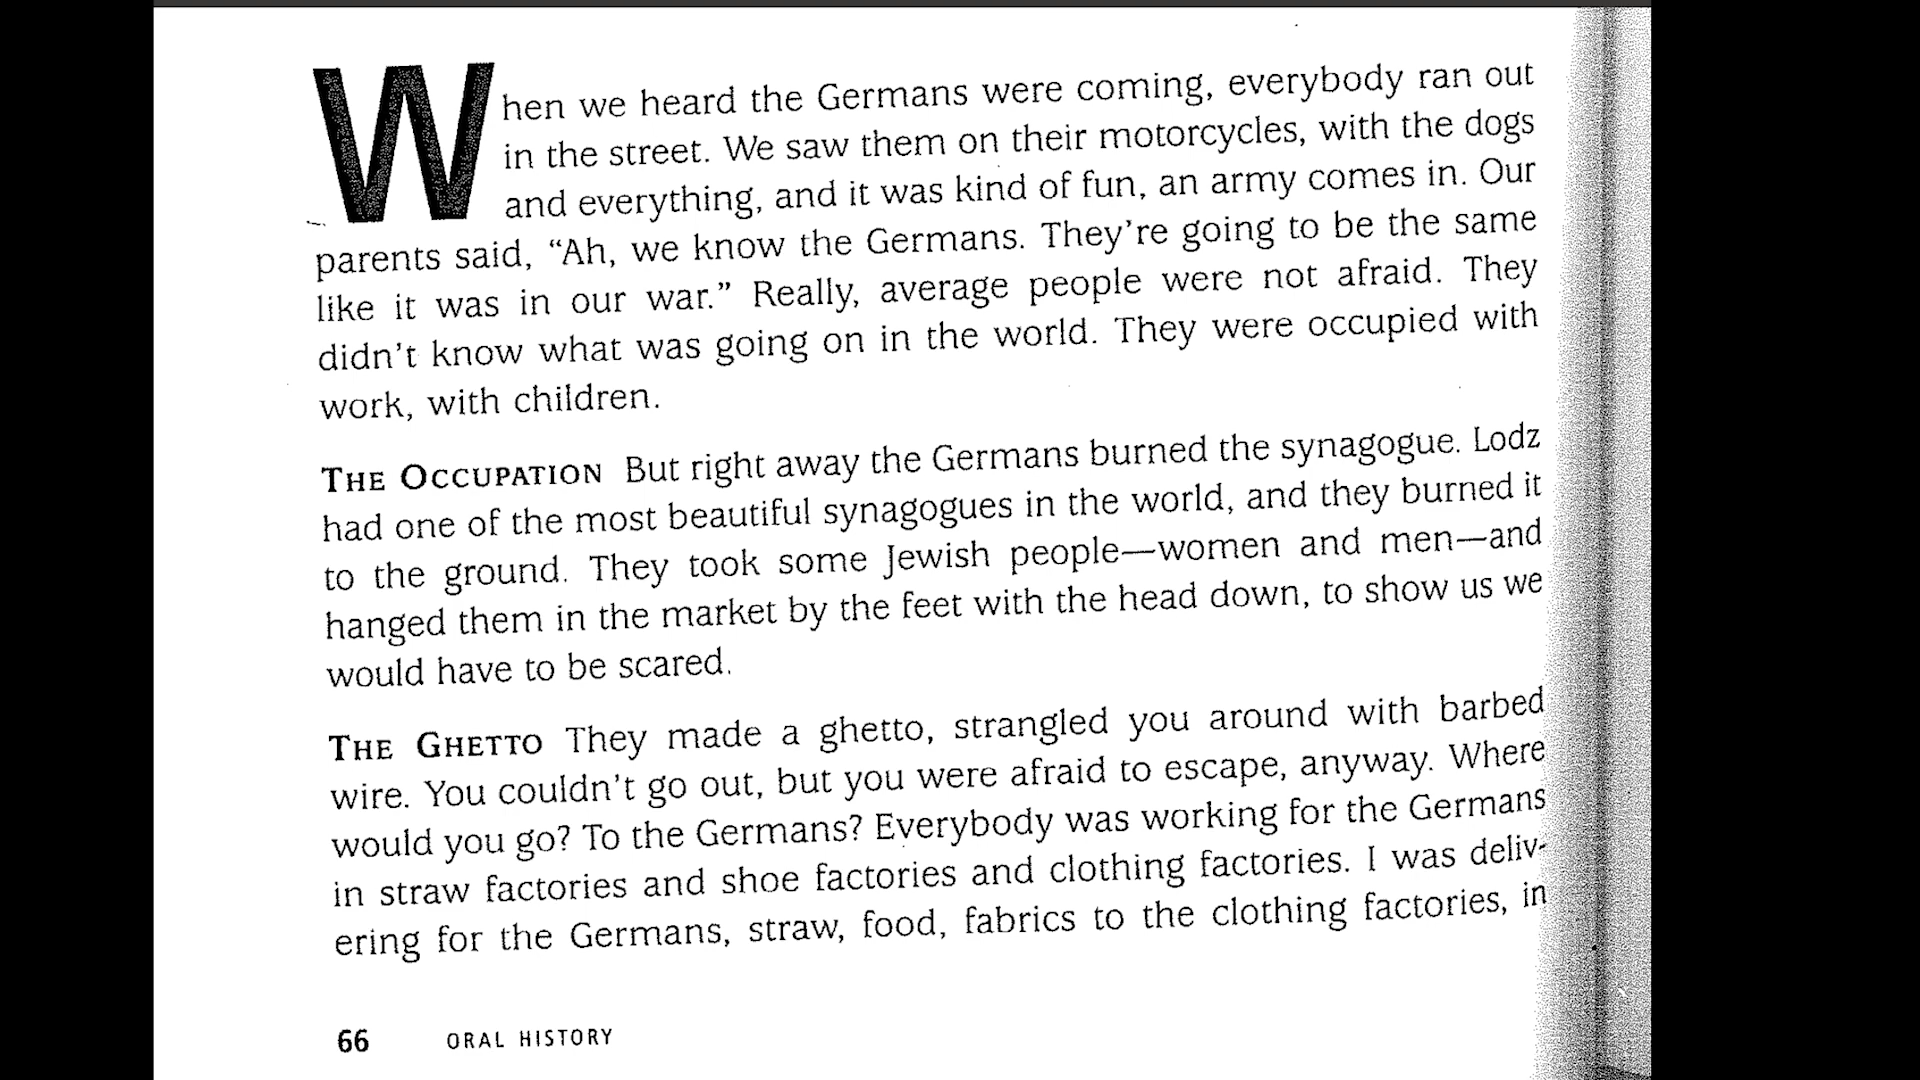 When we heard the Germans were coming, everybody ran out
in the street. We saw them on their motorcycles, with the dogs
and everything, and it was kind of fun, an army comes in. Our
parents said, “Ah, we know the Germans. They’re going to be the same
like it was in our war.” Really, average people were not afraid. They
didn’t know what was going on in the world. They were occupied with
work, with children.
THE OCCUPATION But right away the Germans burned the synagogue. Lodz
had one of the most beautiful synagogues in the world, and they burned it
to the ground. They took some Jewish people—women and men—and
hanged them in the market by the feet with the head down, to show us we
would have to be scared.
THE GHETTO They made a ghetto, strangled you around with barbed
wire. You couldn’t go out, but you were afraid to escape, anyway. Where
would you go? To the Germans? Everybody was working for the Germans
in straw factories and shoe factories and clothing factories. I was deliv-
ering for the Germans, straw, food, fabrics to the clothing factories, in
66 ORAL HISTORY